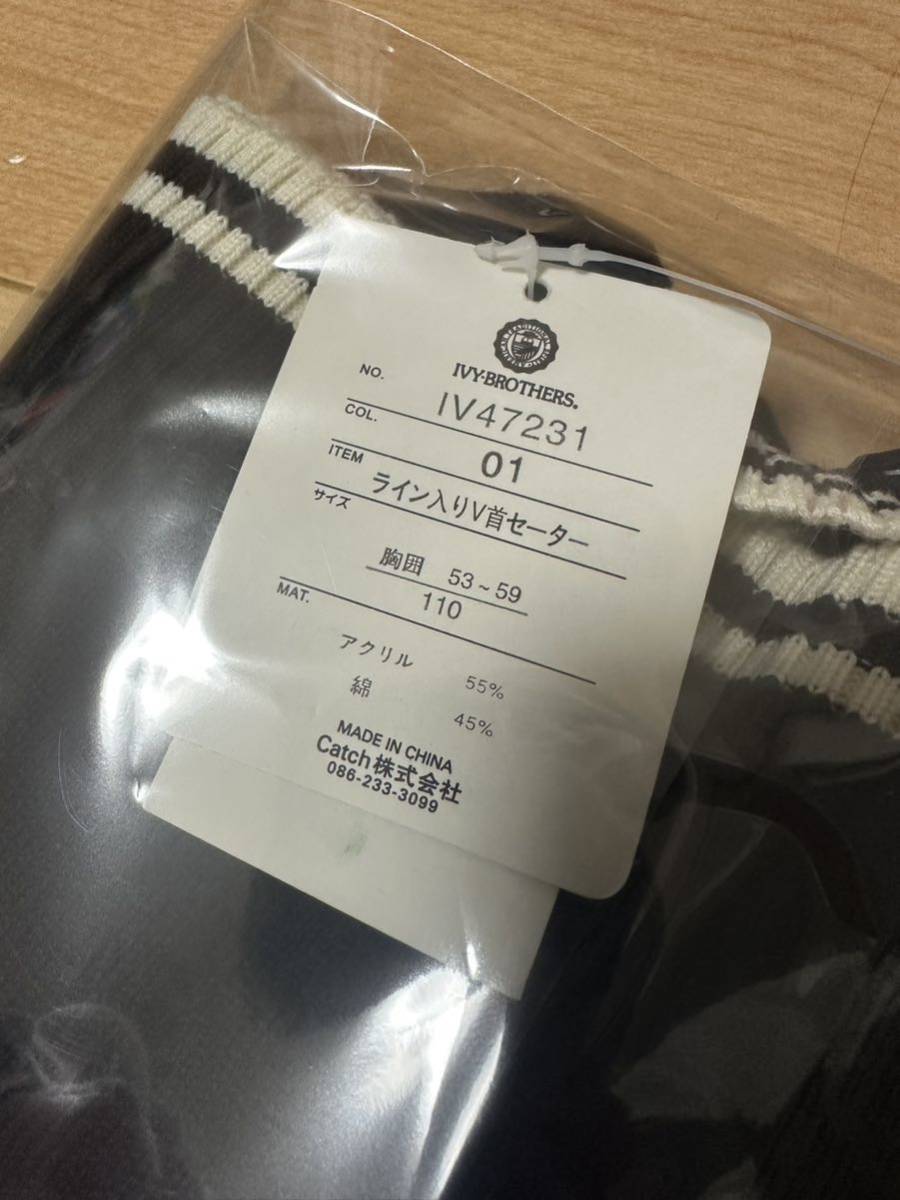 IVY-BROTHERS.
NO. IV47231
COL. 01
ITEM ライン入りV首セーター
サイズ
胸囲 53~59
110
MAT.
アクリル 55%
綿 45%
MADE IN CHINA
Catch株式会社
086-233-3099